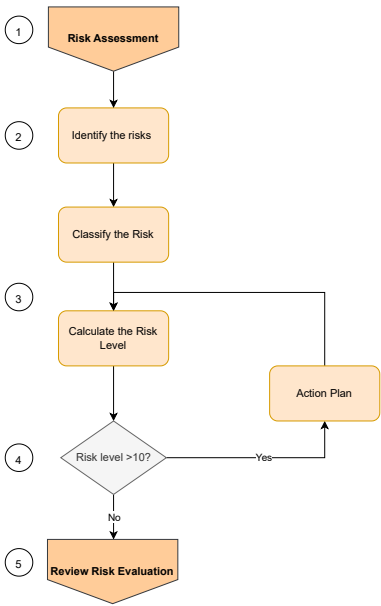 1
Risk Assessment
2
Identify the risks
Classify the Risk
3
Calculate the Risk
Level
Action Plan
4
Risk level >10?
Yes
No
5
Review Risk Evaluation